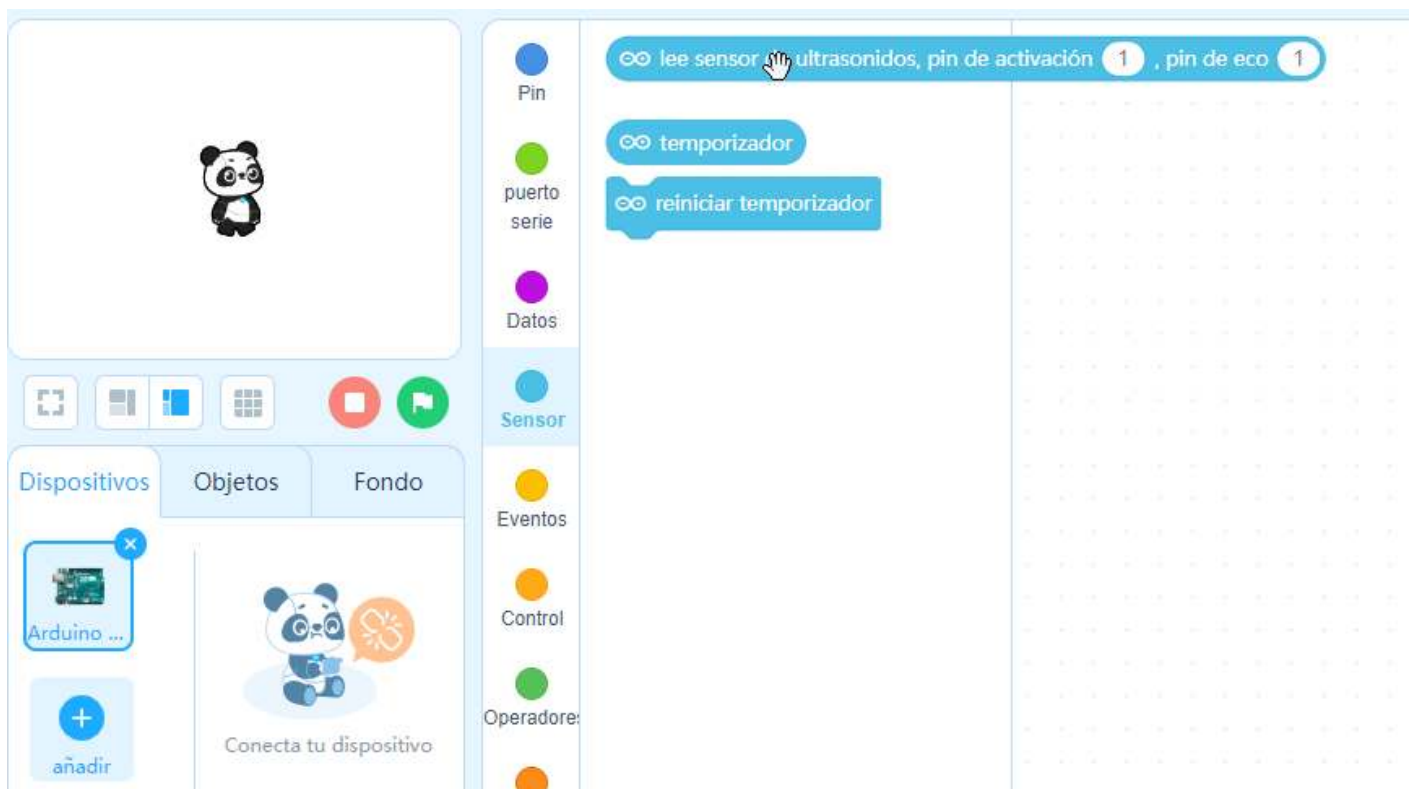 lee sensor de ultrasonidos, pin de activación 1 , pin de eco 1
temporizador
reiniciar temporizador
Pin
puerto
serie
Datos
Sensor
Eventos
Control
Operadores
Dispositivos
Objetos
Fondo
Arduino ...
añadir
Conecta tu dispositivo